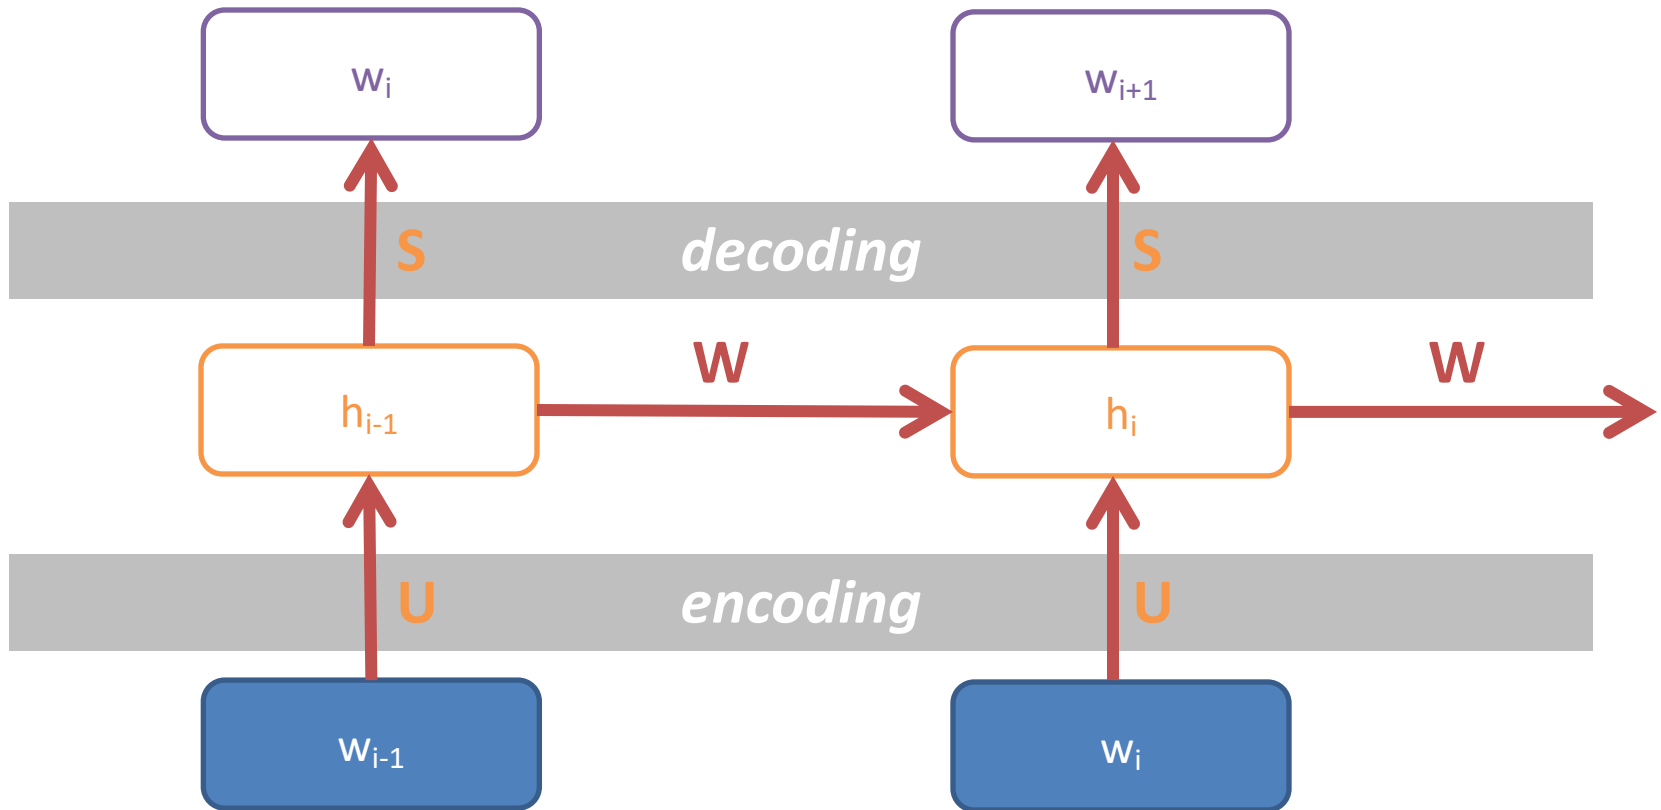 wᵢ wᵢ₊₁
S decoding S
W W
hᵢ₋₁ hᵢ
U encoding U
wᵢ₋₁ wᵢ